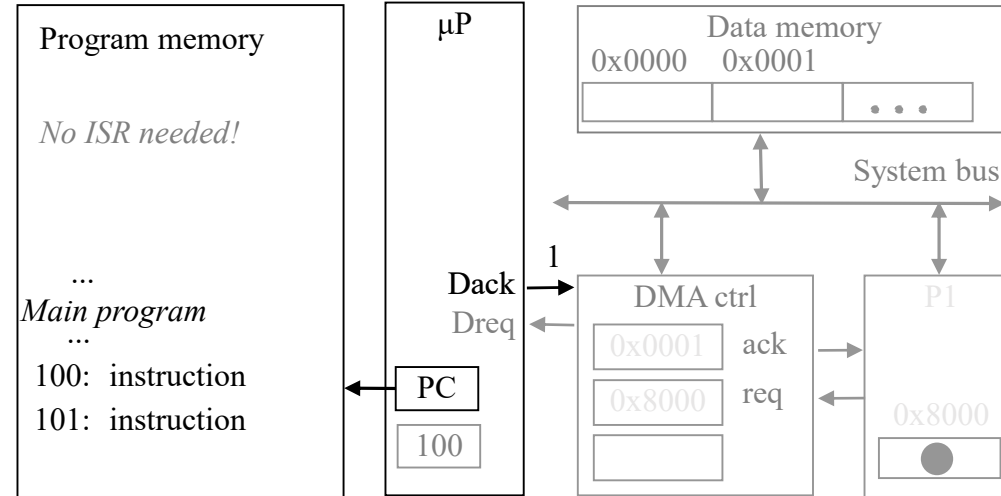 Program memory
No ISR needed!
...
Main program
...
100: instruction
101: instruction
μP
Dack
Dreq
PC
100
1
Data memory
0x0000 0x0001
System bus
DMA ctrl
0x0001 ack
0x8000 req
P1
0x8000